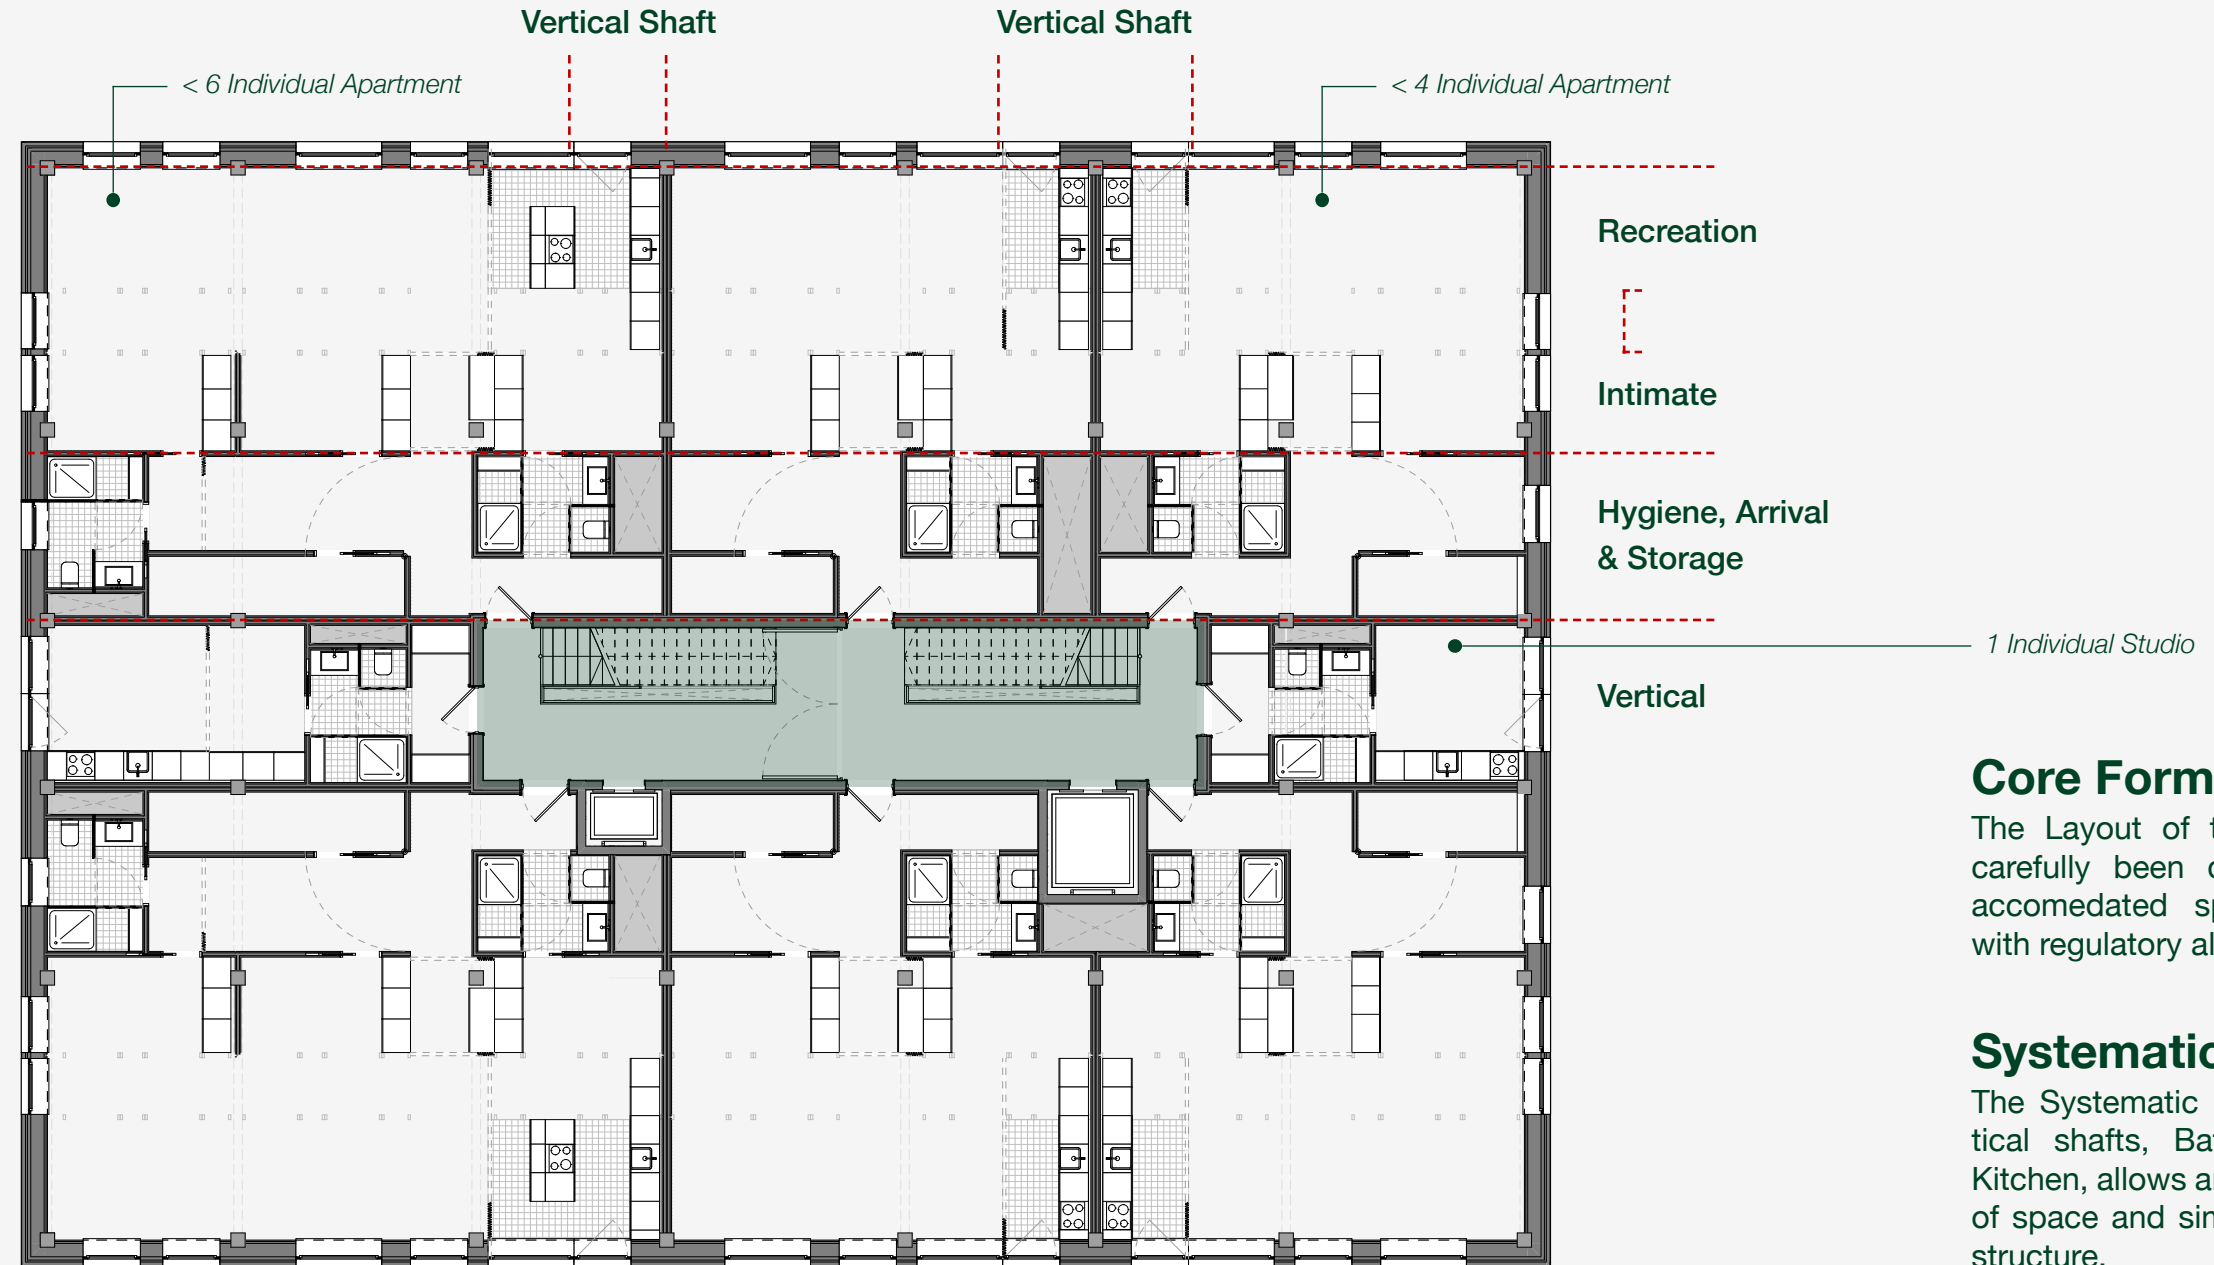 Vertical Shaft
Vertical Shaft
< 6 Individual Apartment
< 4 Individual Apartment
Recreation
Intimate
Hygiene, Arrival
& Storage
1 Individual Studio
Vertical
Core Form
The Layout of t
carefully been
accomedated sp
with regulatory al
Systematic
The Systematic
tical shafts, Bat
Kitchen, allows a
of space and sin
structure.